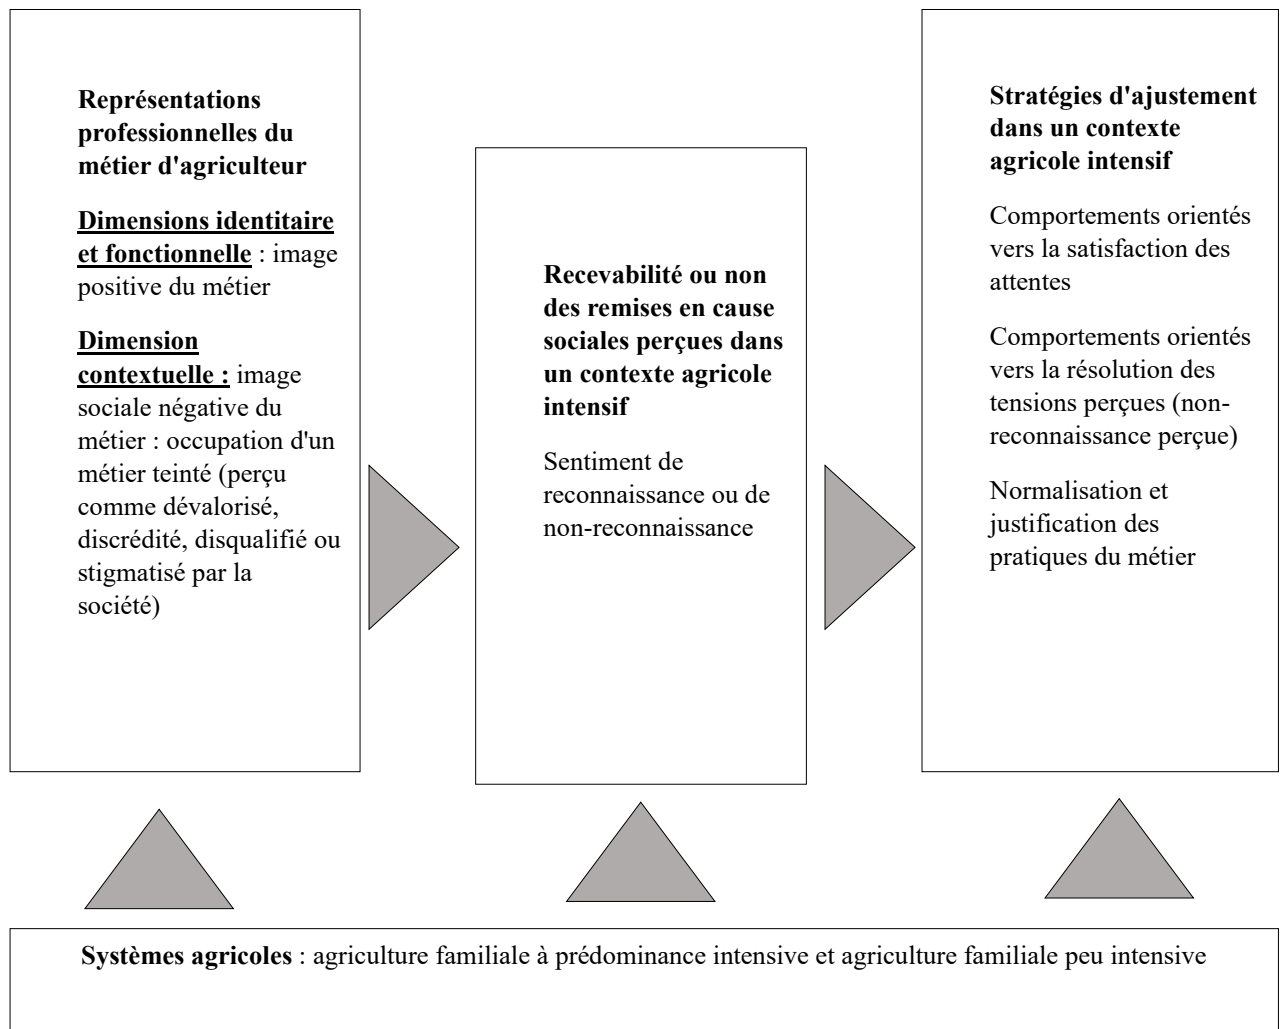 Représentations
professionnelles du
métier d'agriculteur
Dimensions identitaire
et fonctionnelle : image
positive du métier
Dimension
contextuelle : image
sociale négative du
métier : occupation d'un
métier teinté (perçu
comme dévalorisé,
discrédité, disqualifié ou
stigmatisé par la
société)
Recevabilité ou non
des remises en cause
sociales perçues dans
un contexte agricole
intensif
Sentiment de
reconnaissance ou de
non-reconnaissance
Stratégies d'ajustement
dans un contexte
agricole intensif
Comportements orientés
vers la satisfaction des
attentes
Comportements orientés
vers la résolution des
tensions perçues (non-
reconnaissance perçue)
Normalisation et
justification des
pratiques du métier
Systèmes agricoles : agriculture familiale à prédominance intensive et agriculture familiale peu intensive